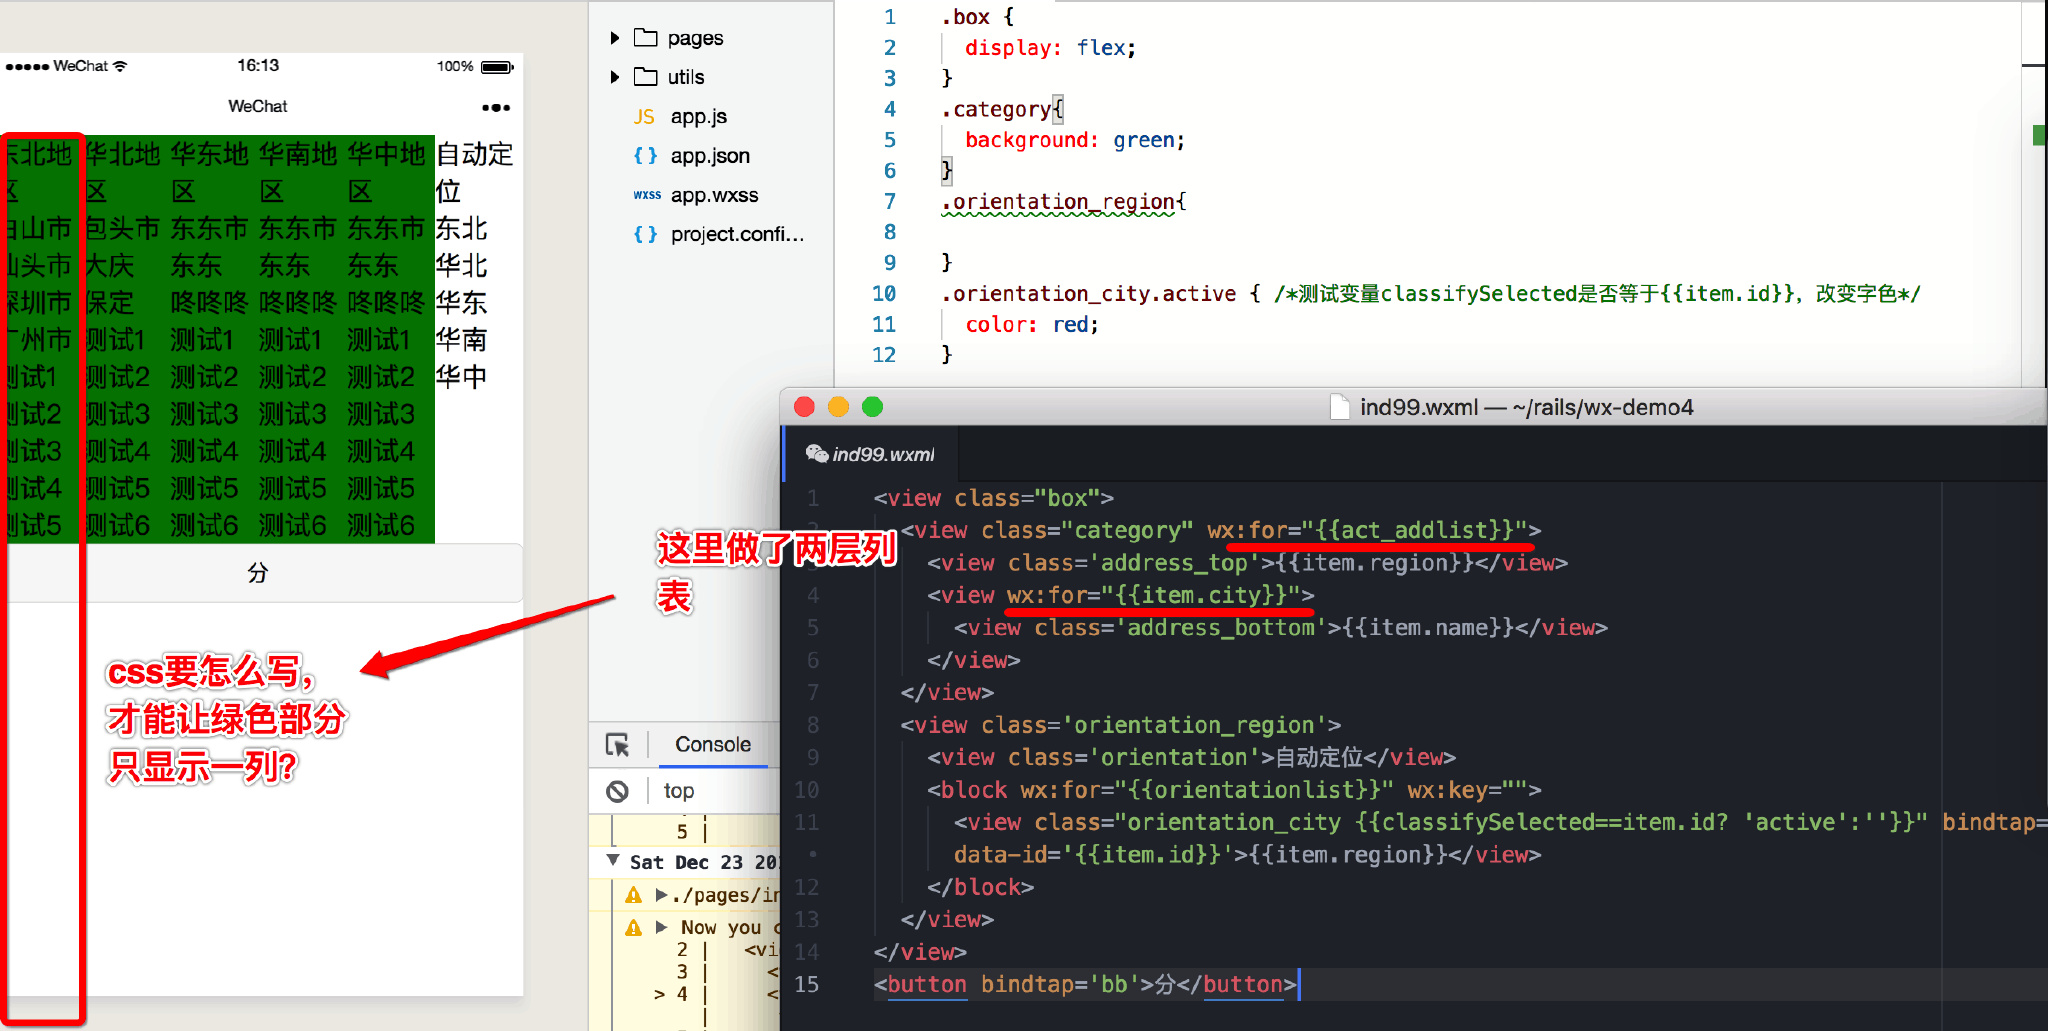 WeChat
16:13
100%
WeChat
东北地 华北地 华东地 华南地 华中地 自动定
区 区 区 区 区 位
白山市 包头市 东东市 东东市 东东市 东北
汕头市 大庆 东东 东东 东东 华北
深圳市 保定 咚咚咚 咚咚咚 咚咚咚 华东
广州市 测试1 测试1 测试1 测试1 华南
测试1 测试2 测试2 测试2 测试2 华中
测试2 测试3 测试3 测试3 测试3
测试3 测试4 测试4 测试4 测试4
测试4 测试5 测试5 测试5 测试5
测试5 测试6 测试6 测试6 测试6
分
css要怎么写，
才能让绿色部分
只显示一列？
pages
utils
JS app.js
{ } app.json
wxss app.wxss
{ } project.confi...
1 .box {
2 display: flex;
3 }
4 .category{
5 background: green;
6 }
7 .orientation_region{
8
9 }
10 .orientation_city.active { /*测试变量classifySelected是否等于{{item.id}}，改变字色*/
11 color: red;
12 }
这里做了两层列
表
Console
top
5 |
Sat Dec 23 20
./pages/in
Now you c
2 | <vi
3 | <
> 4 | <
|
ind99.wxml — ~/rails/wx-demo4
ind99.wxml
1 <view class="box">
2 <view class="category" wx:for="{{act_addlist}}">
3 <view class='address_top'>{{item.region}}</view>
4 <view wx:for="{{item.city}}">
5 <view class='address_bottom'>{{item.name}}</view>
6 </view>
7 </view>
8 <view class='orientation_region'>
9 <view class='orientation'>自动定位</view>
10 <block wx:for="{{orientationlist}}" wx:key="">
11 <view class="orientation_city {{classifySelected==item.id? 'active':''}}" bindtap=
• data-id='{{item.id}}'>{{item.region}}</view>
12 </block>
13 </view>
14 </view>
15 <button bindtap='bb'>分</button>